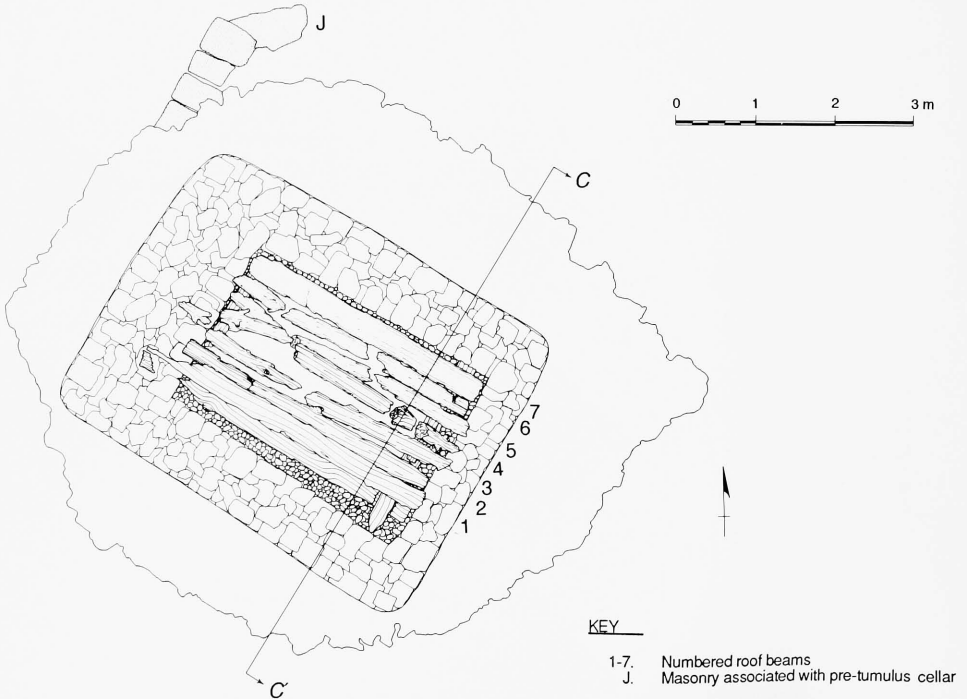 J
0 1 2 3 m
C
7
6
5
4
3
2
1
C'
KEY
1-7. Numbered roof beams
J. Masonry associated with pre-tumulus cellar